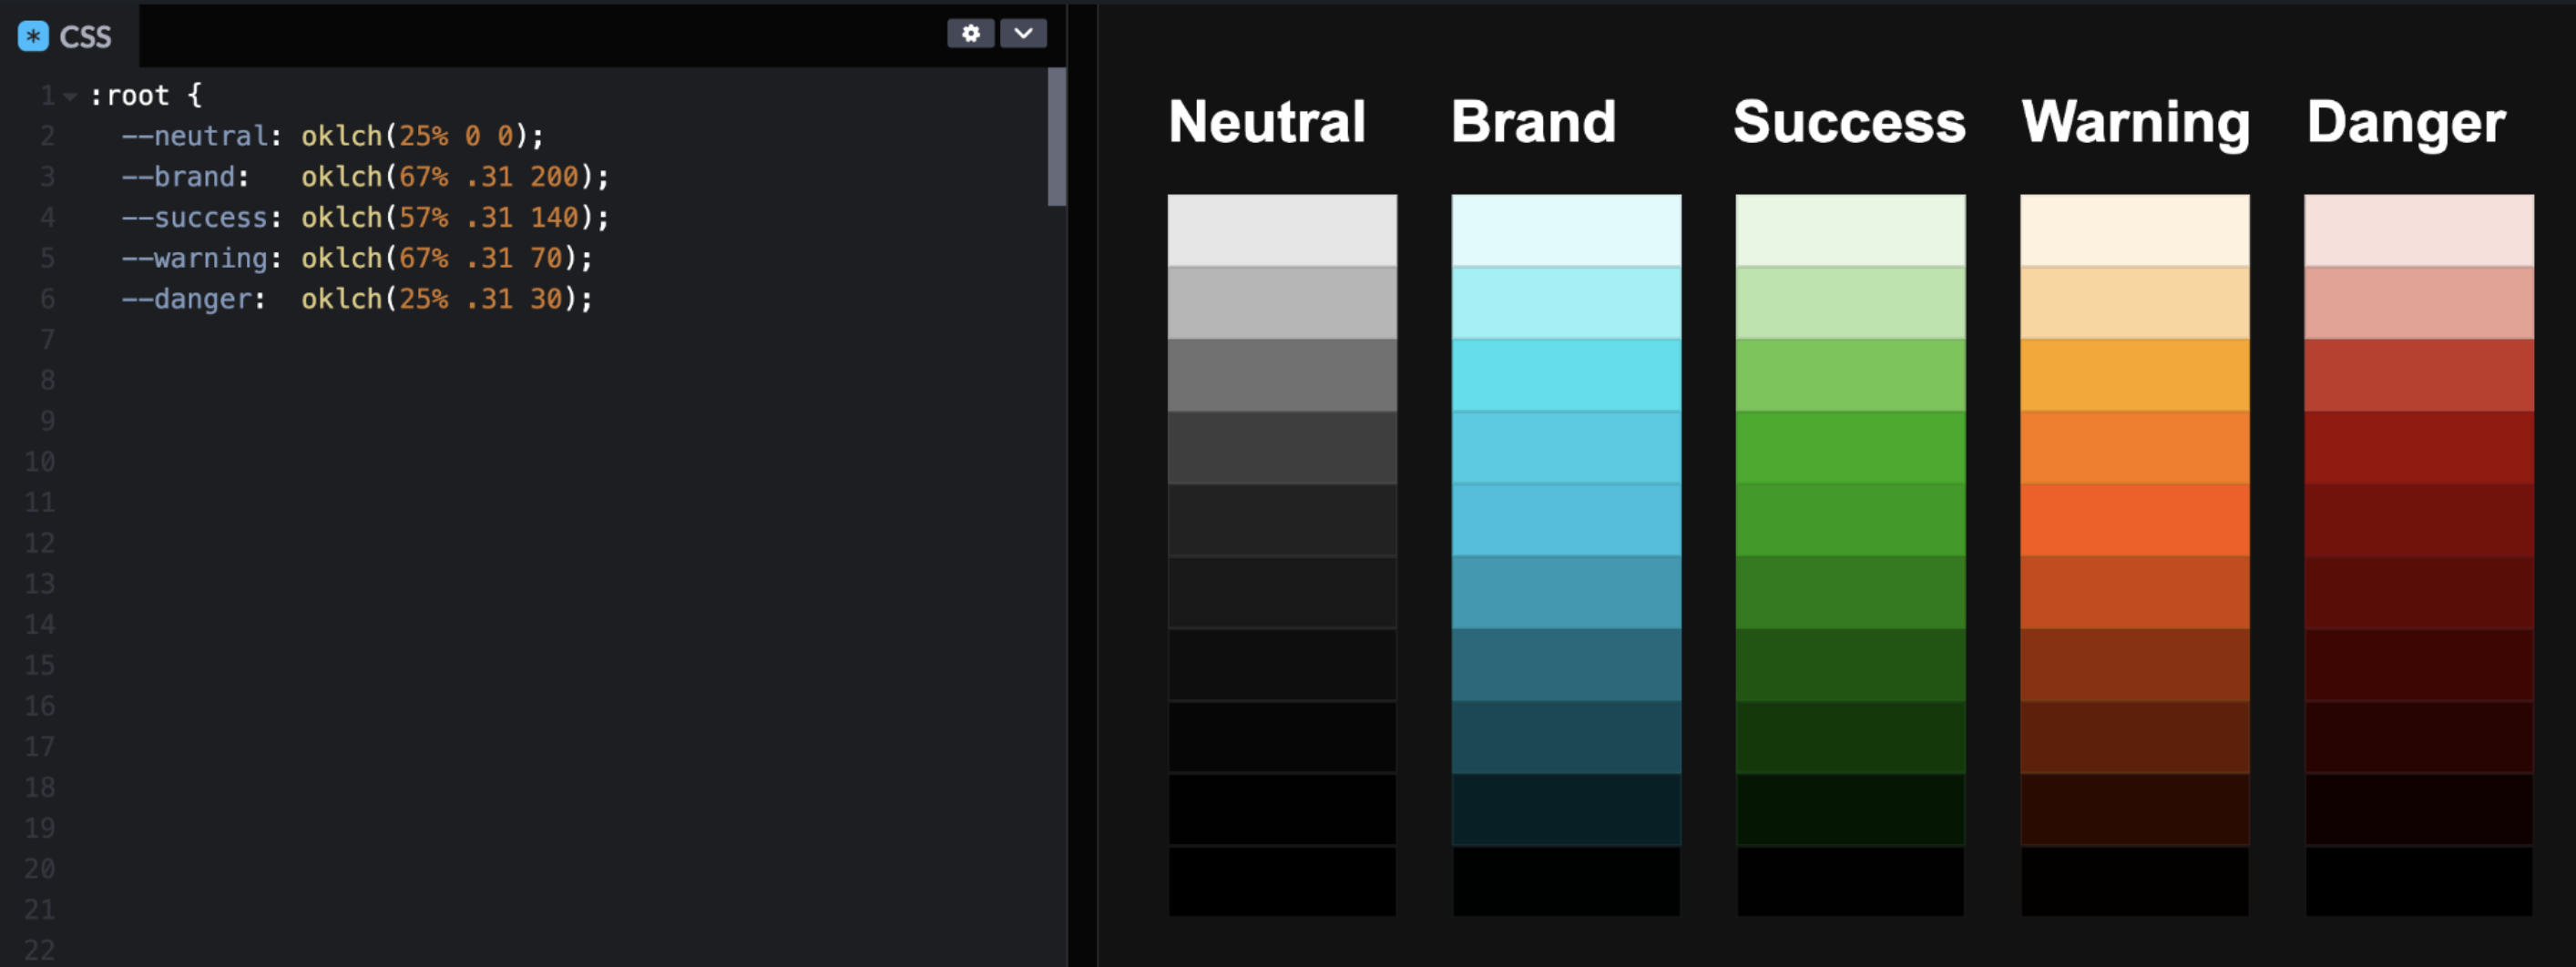 * CSS
1 :root {
2 --neutral: oklch(25% 0 0);
3 --brand: oklch(67% .31 200);
4 --success: oklch(57% .31 140);
5 --warning: oklch(67% .31 70);
6 --danger: oklch(25% .31 30);
7
8
9
10
11
12
13
14
15
16
17
18
19
20
21
22
Neutral Brand Success Warning Danger